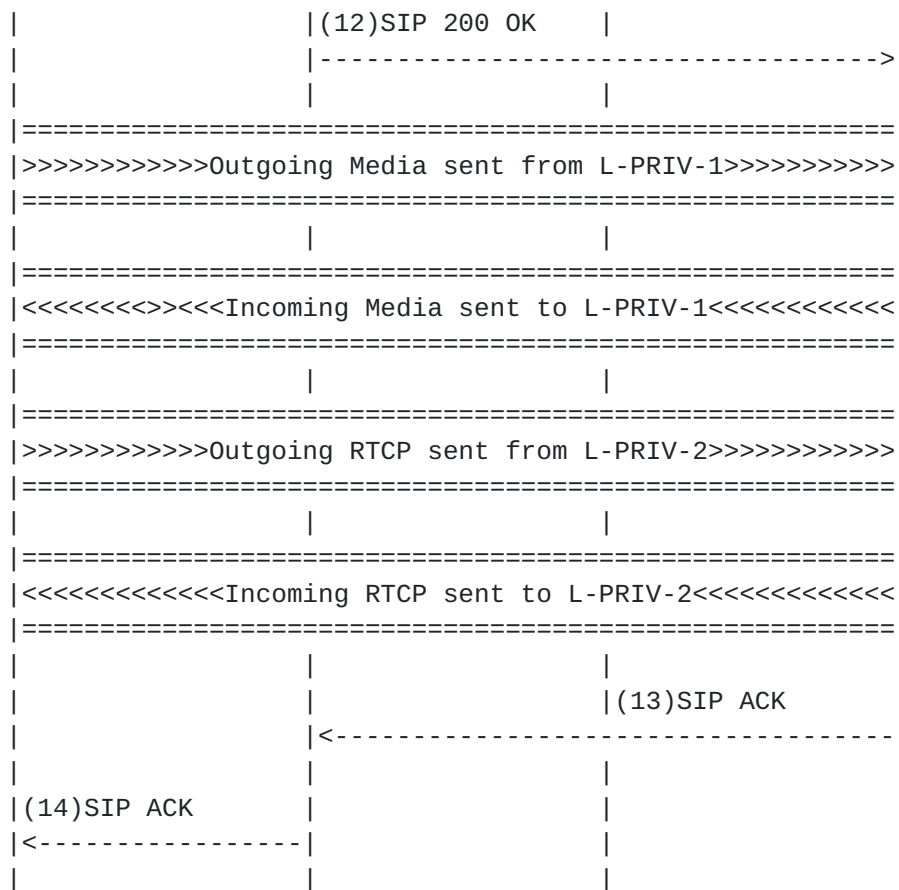 |                  |(12)SIP 200 OK    |
|                  |------------------------------------>
|                  |                  |
|========================================================
|>>>>>>>>>>>>Outgoing Media sent from L-PRIV-1>>>>>>>>>>>
|========================================================
|                  |                  |
|========================================================
|<<<<<<<<>><<<Incoming Media sent to L-PRIV-1<<<<<<<<<<<<
|========================================================
|                  |                  |
|========================================================
|>>>>>>>>>>>>Outgoing RTCP sent from L-PRIV-2>>>>>>>>>>>>
|========================================================
|                  |                  |
|========================================================
|<<<<<<<<<<<<<Incoming RTCP sent to L-PRIV-2<<<<<<<<<<<<<
|========================================================
|                  |                  |
|                  |                  |(13)SIP ACK
|                  |<------------------------------------
|                  |                  |
|(14)SIP ACK       |                  |
|<-----------------|                  |
|                  |                  |